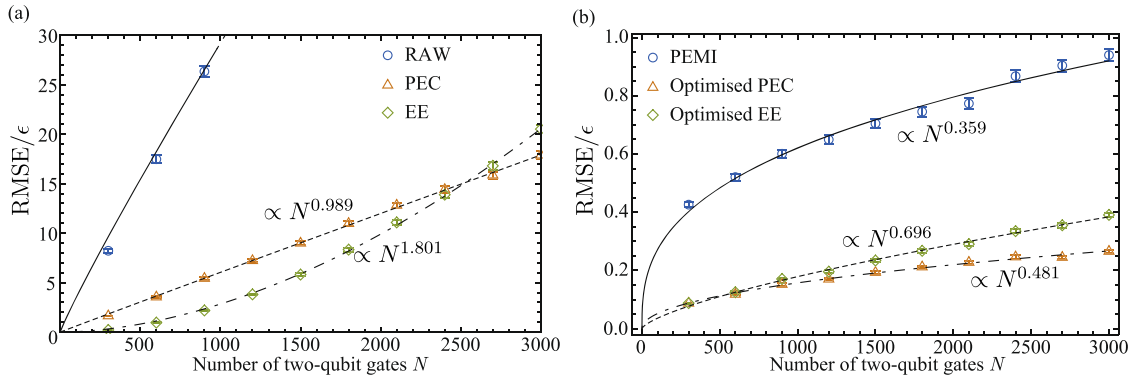 (a)
30
25
20
15
10
5
0
RMSE/ϵ
RAW
PEC
EE
∝ N^0.989
∝ N^1.801
500 1000 1500 2000 2500 3000
Number of two-qubit gates N
(b)
1.0
0.8
0.6
0.4
0.2
0.0
RMSE/ϵ
PEMI
Optimised PEC
Optimised EE
∝ N^0.359
∝ N^0.696
∝ N^0.481
0 500 1000 1500 2000 2500 3000
Number of two-qubit gates N